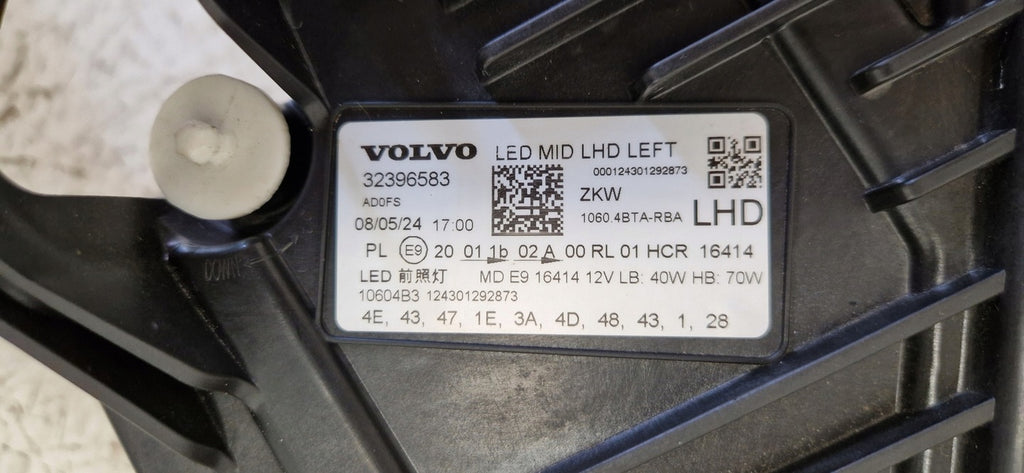 VOLVO LED MID LHD LEFT
32396583 000124301292873
AD0FS ZKW
08/05/24 17:00 1060.4BTA-RBA LHD
PL E9 20 01 1b 02 A 00 RL 01 HCR 16414
LED 前照灯 MD E9 16414 12V LB: 40W HB: 70W
10604B3 124301292873
4E, 43, 47, 1E, 3A, 4D, 48, 43, 1, 28